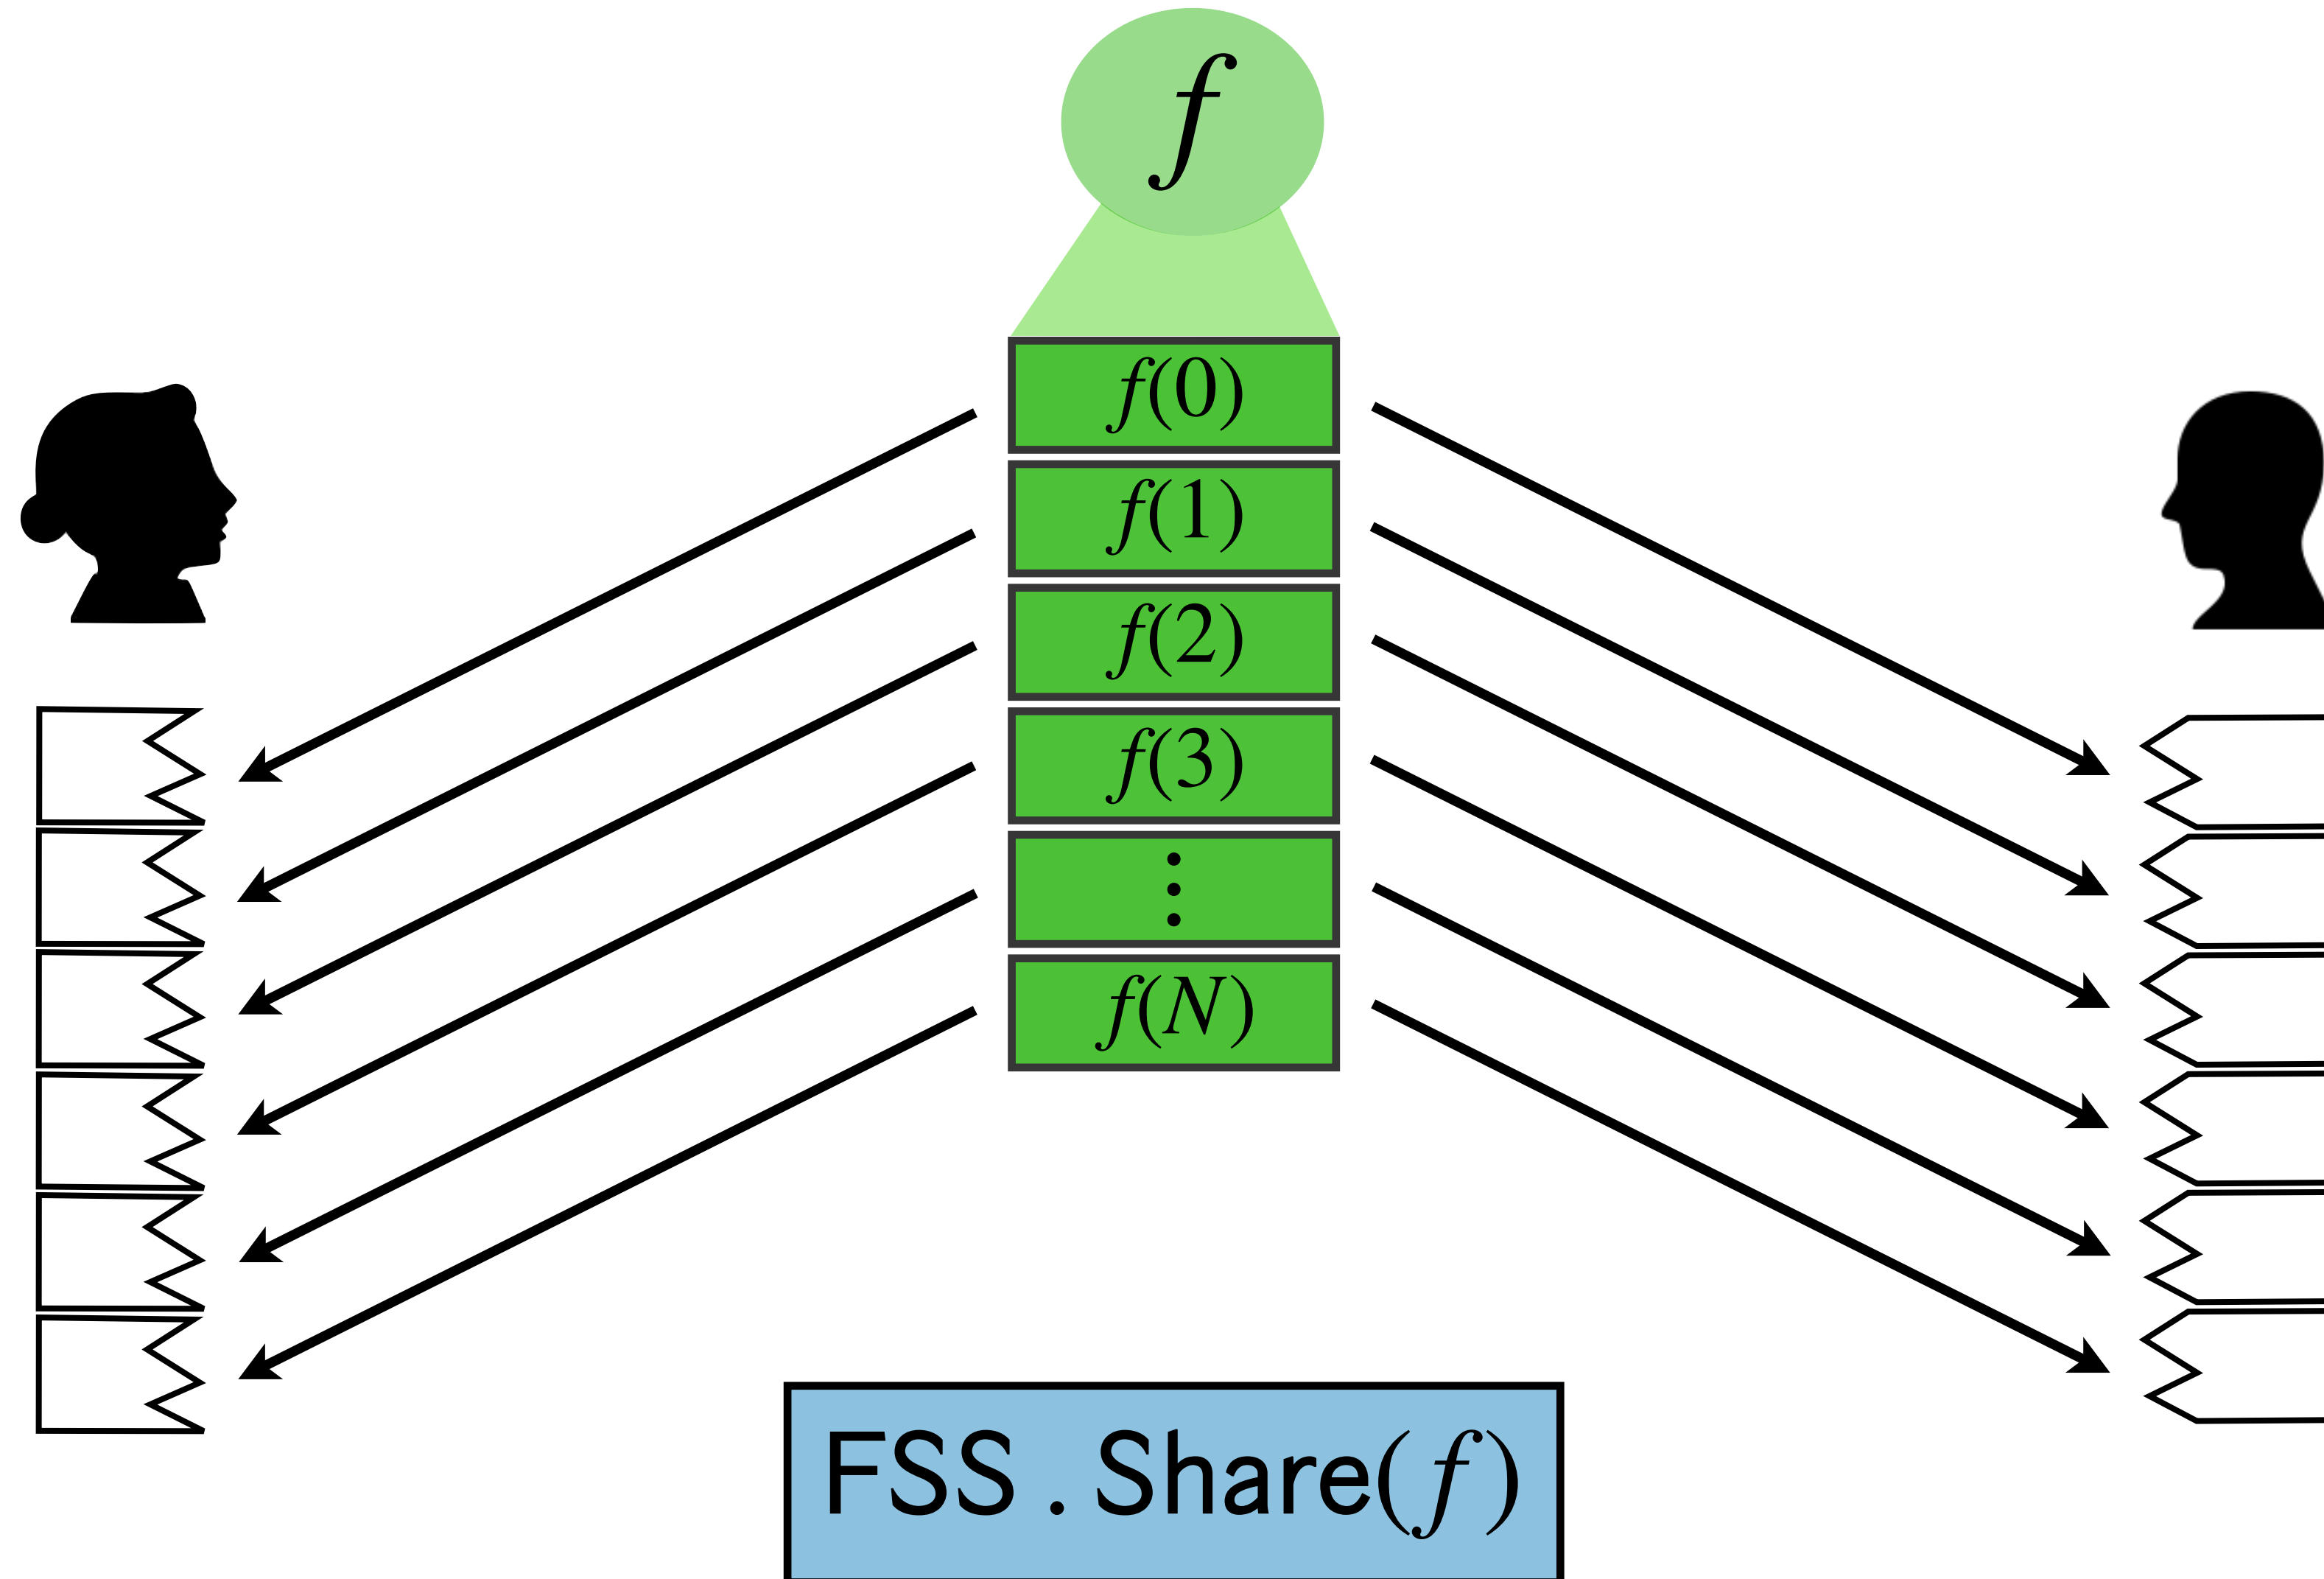 f
f(0)
f(1)
f(2)
f(3)
⋮
f(N)
FSS . Share(f)